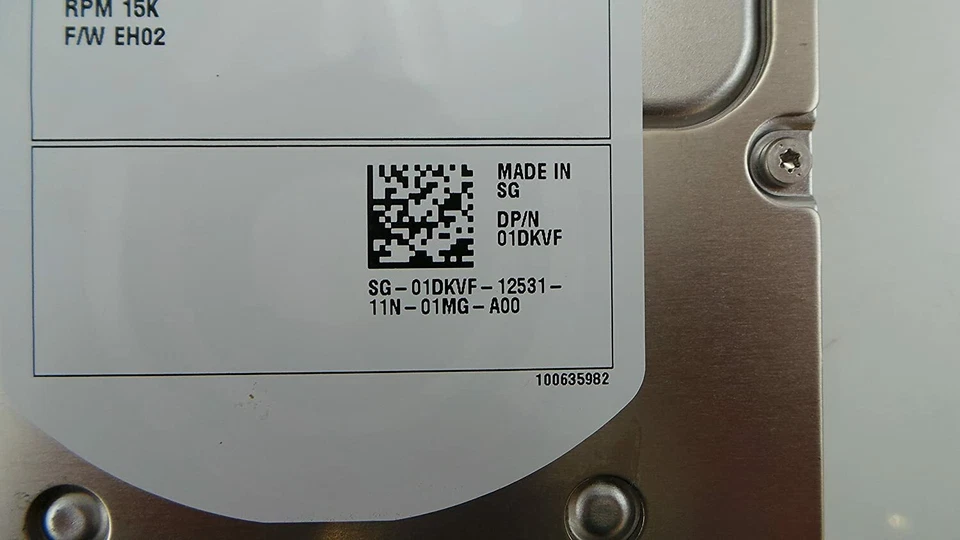 RPM 15K
F/W EH02
MADE IN
SG
DP/N
01DKVF
SG-01DKVF-12531-
11N-01MG-A00
100635982